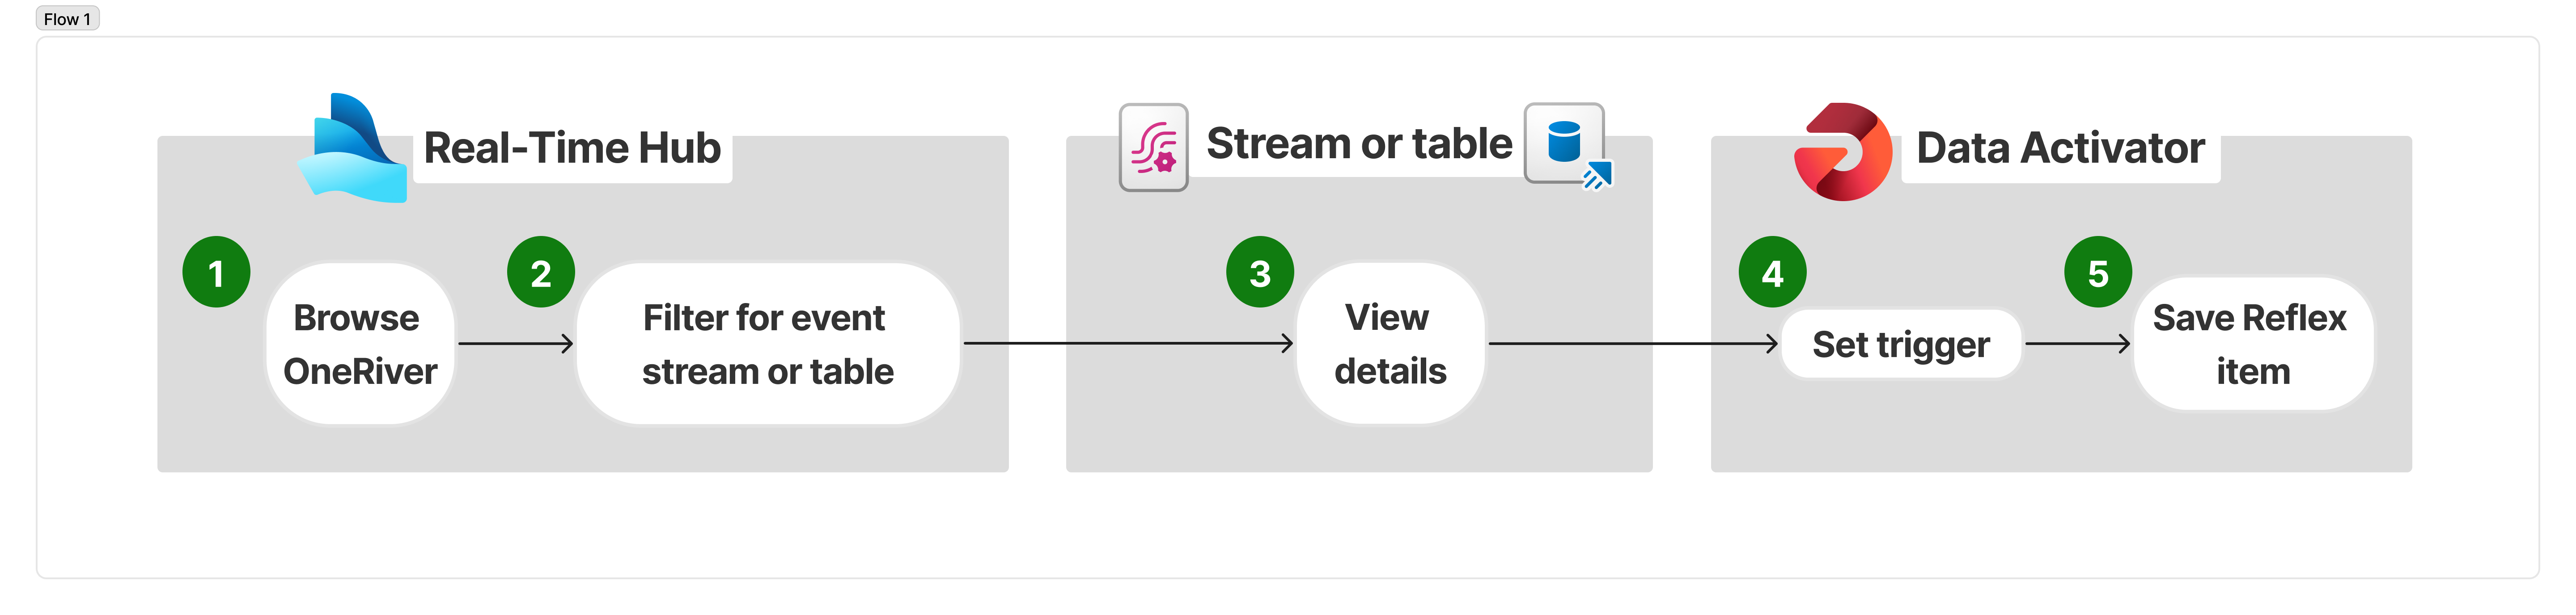 Flow 1
Real-Time Hub
Stream or table
Data Activator
1
2
3
4
5
Browse
OneRiver
Filter for event
stream or table
View
details
Set trigger
Save Reflex
item